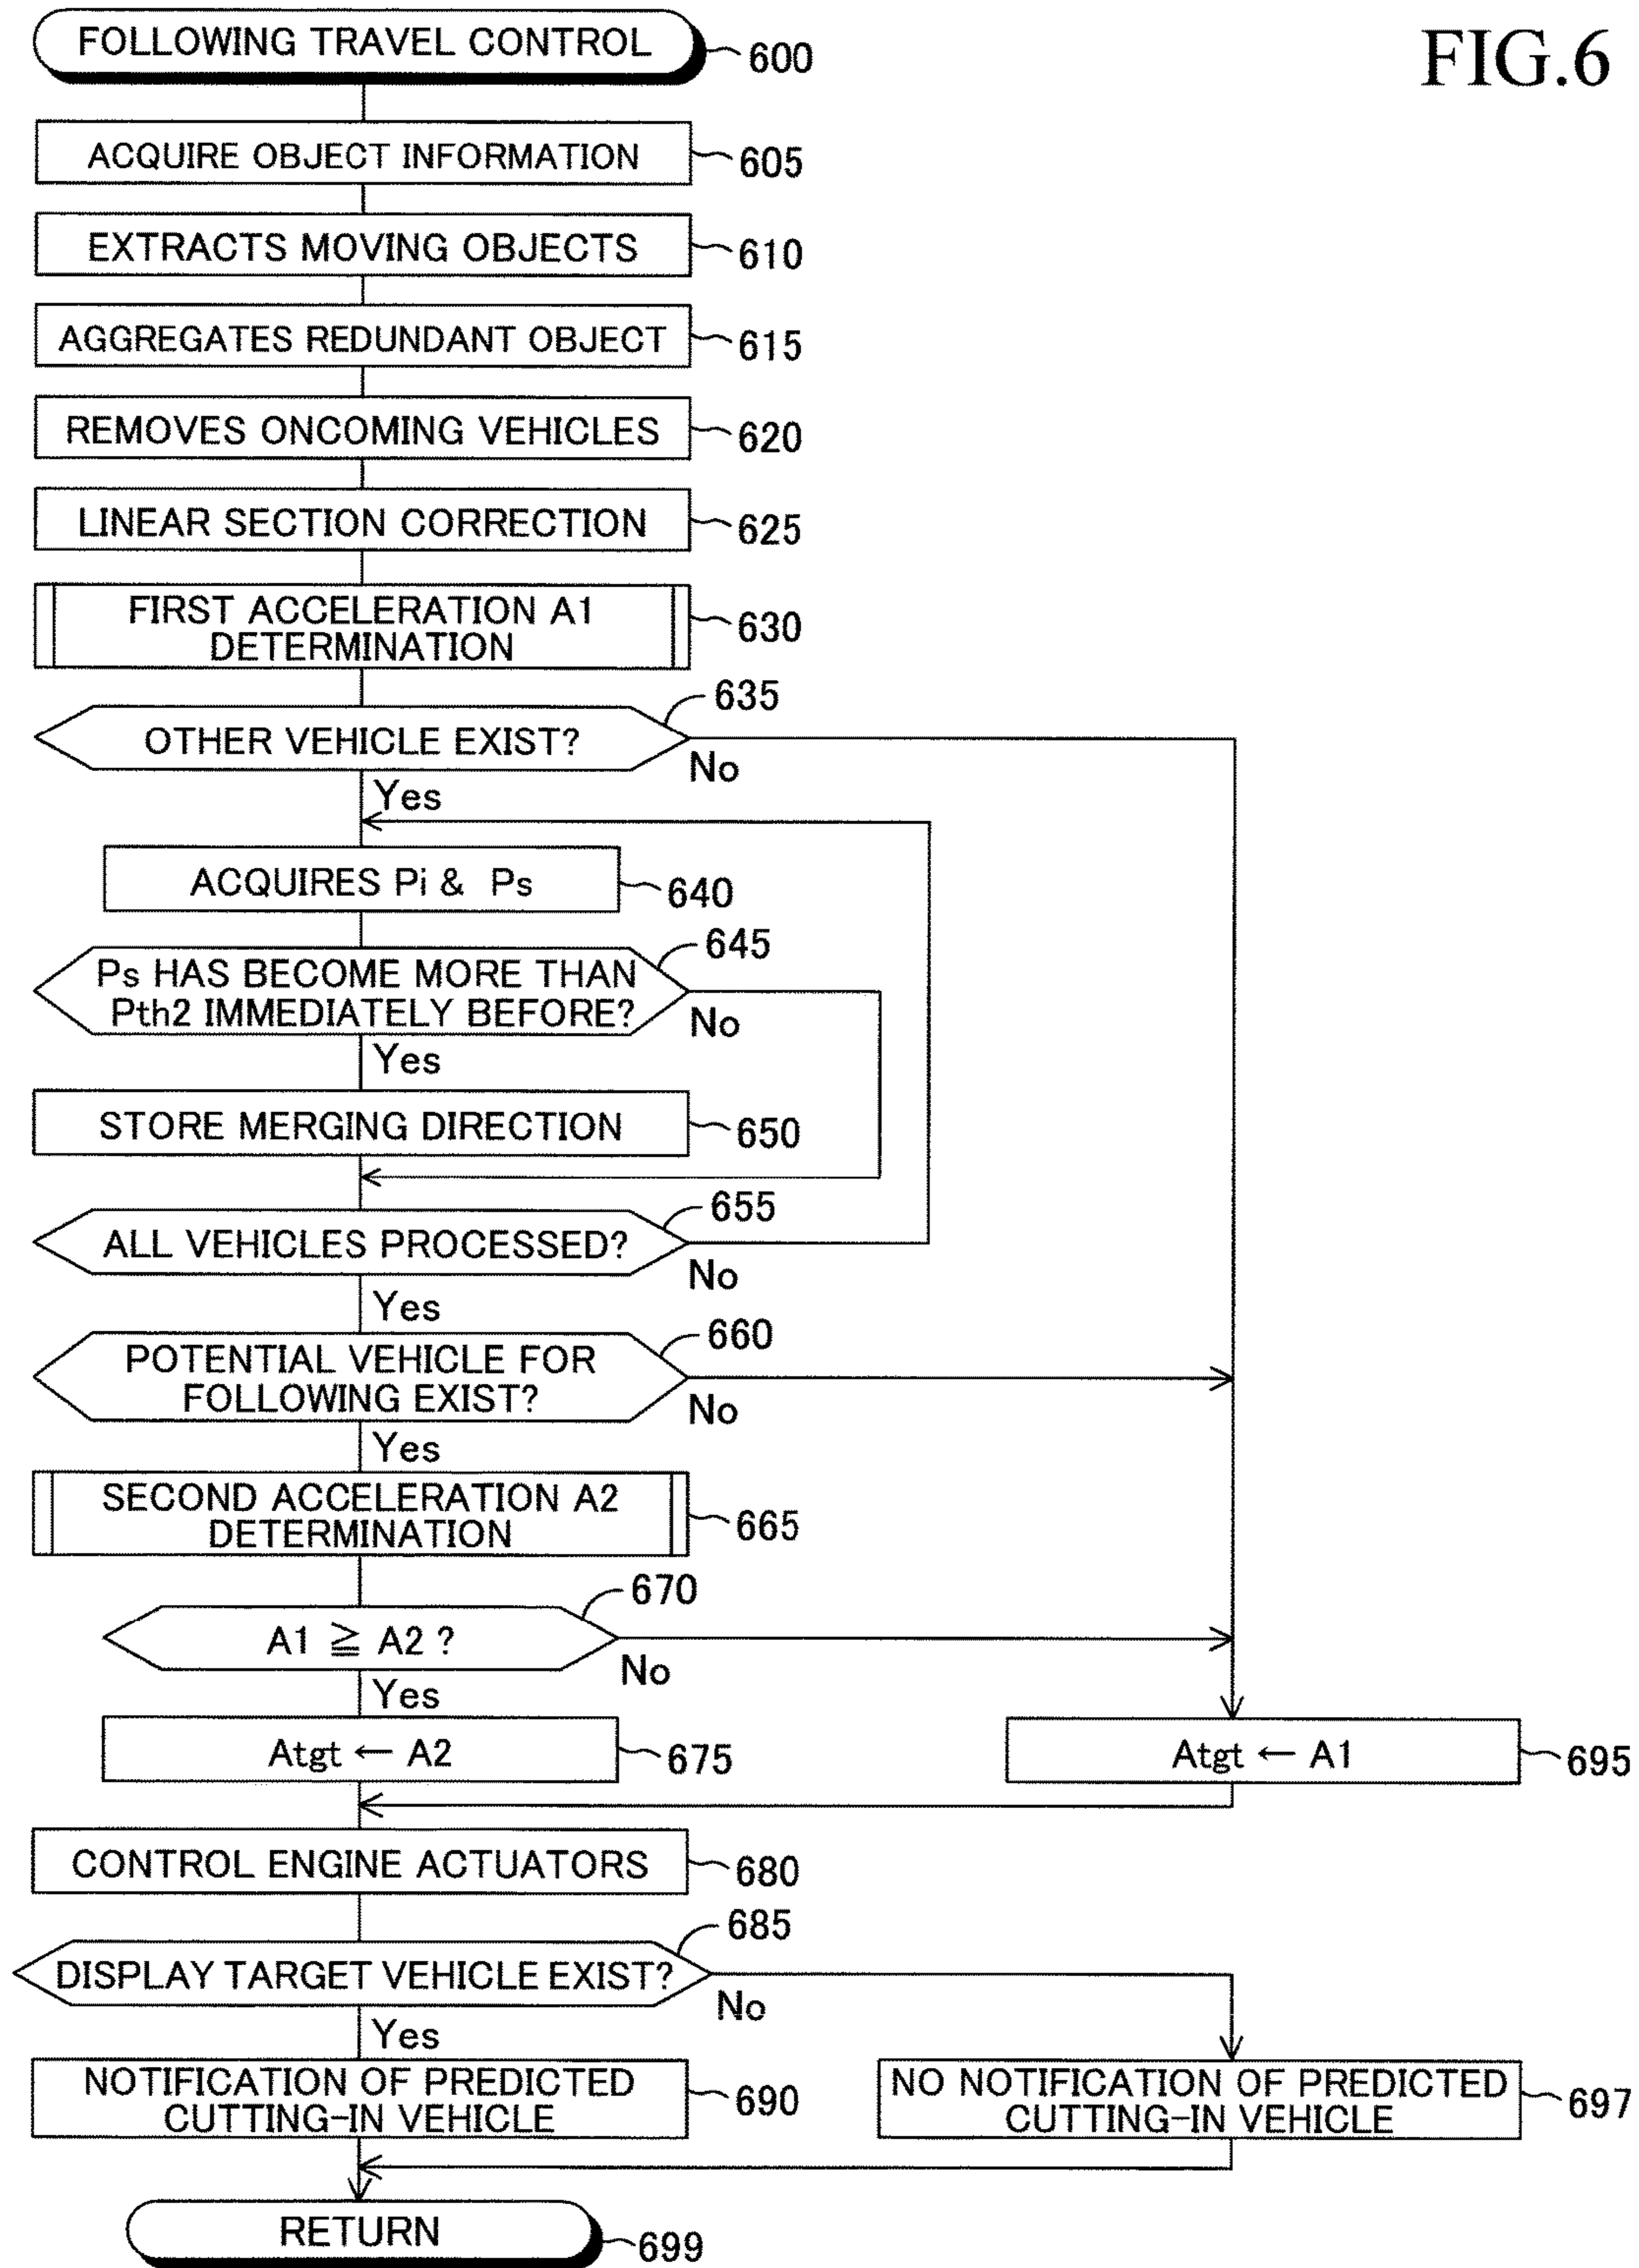 FIG.6
FOLLOWING TRAVEL CONTROL
600
ACQUIRE OBJECT INFORMATION
605
EXTRACTS MOVING OBJECTS
610
AGGREGATES REDUNDANT OBJECT
615
REMOVES ONCOMING VEHICLES
620
LINEAR SECTION CORRECTION
625
FIRST ACCELERATION A1
DETERMINATION
630
635
OTHER VEHICLE EXIST?
No
Yes
ACQUIRES Pi & Ps
640
645
Ps HAS BECOME MORE THAN
Pth2 IMMEDIATELY BEFORE?
No
Yes
STORE MERGING DIRECTION
650
655
ALL VEHICLES PROCESSED?
No
Yes
660
POTENTIAL VEHICLE FOR
FOLLOWING EXIST?
No
Yes
SECOND ACCELERATION A2
DETERMINATION
665
670
A1 ≧ A2 ?
No
Yes
Atgt ← A2
675
Atgt ← A1
695
CONTROL ENGINE ACTUATORS
680
685
DISPLAY TARGET VEHICLE EXIST?
No
Yes
NOTIFICATION OF PREDICTED
CUTTING-IN VEHICLE
690
NO NOTIFICATION OF PREDICTED
CUTTING-IN VEHICLE
697
RETURN
699